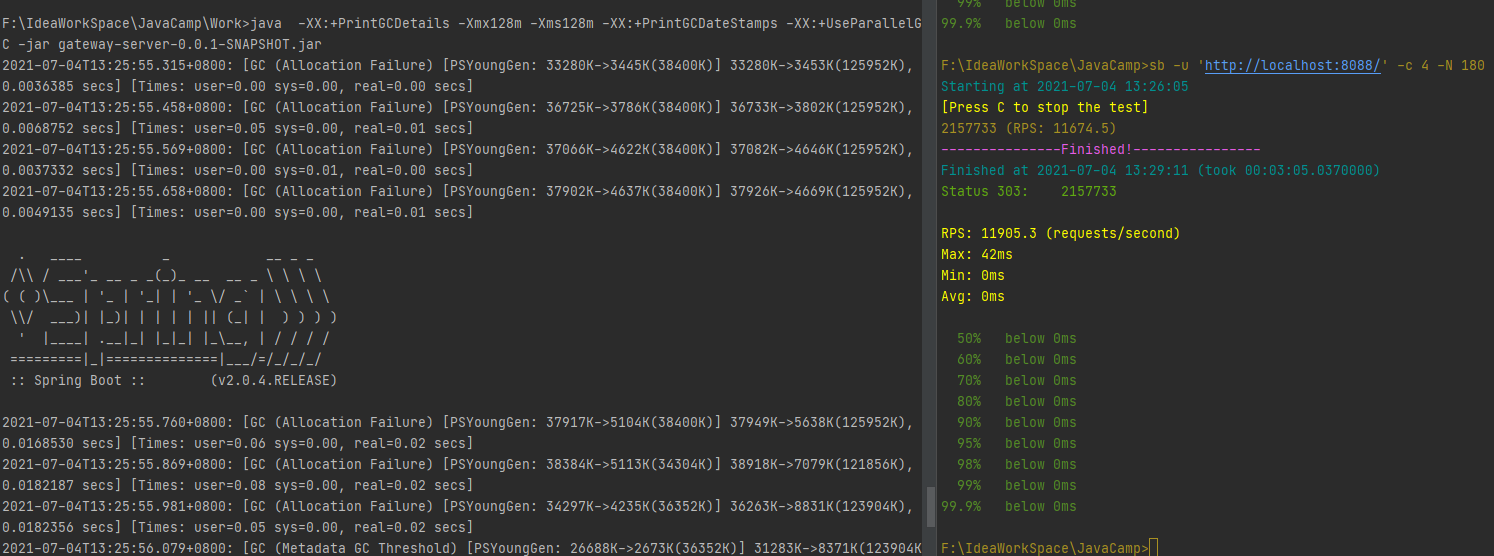 F:\IdeaWorkSpace\JavaCamp\Work>java  -XX:+PrintGCDetails -Xmx128m -Xms128m -XX:+PrintGCDateStamps -XX:+UseParallelG
C -jar gateway-server-0.0.1-SNAPSHOT.jar
2021-07-04T13:25:55.315+0800: [GC (Allocation Failure) [PSYoungGen: 33280K->3445K(38400K)] 33280K->3453K(125952K),
0.0036385 secs] [Times: user=0.00 sys=0.00, real=0.00 secs]
2021-07-04T13:25:55.458+0800: [GC (Allocation Failure) [PSYoungGen: 36725K->3786K(38400K)] 36733K->3802K(125952K),
0.0068752 secs] [Times: user=0.05 sys=0.00, real=0.01 secs]
2021-07-04T13:25:55.569+0800: [GC (Allocation Failure) [PSYoungGen: 37066K->4622K(38400K)] 37082K->4646K(125952K),
0.0037332 secs] [Times: user=0.00 sys=0.01, real=0.00 secs]
2021-07-04T13:25:55.658+0800: [GC (Allocation Failure) [PSYoungGen: 37902K->4637K(38400K)] 37926K->4669K(125952K),
0.0049135 secs] [Times: user=0.00 sys=0.00, real=0.01 secs]
  .   ____          _            __ _ _
 /\\ / ___'_ __ _ _(_)_ __  __ _ \ \ \ \
( ( )\___ | '_ | '_| | '_ \/ _` | \ \ \ \
 \\/  ___)| |_)| | | | | || (_| |  ) ) ) )
  '  |____| .__|_| |_|_| |_\__, | / / / /
 =========|_|==============|___/=/_/_/_/
 :: Spring Boot ::        (v2.0.4.RELEASE)
2021-07-04T13:25:55.760+0800: [GC (Allocation Failure) [PSYoungGen: 37917K->5104K(38400K)] 37949K->5638K(125952K),
0.0168530 secs] [Times: user=0.06 sys=0.00, real=0.02 secs]
2021-07-04T13:25:55.869+0800: [GC (Allocation Failure) [PSYoungGen: 38384K->5113K(34304K)] 38918K->7079K(121856K),
0.0182187 secs] [Times: user=0.08 sys=0.00, real=0.02 secs]
2021-07-04T13:25:55.981+0800: [GC (Allocation Failure) [PSYoungGen: 34297K->4235K(36352K)] 36263K->8831K(123904K),
0.0182356 secs] [Times: user=0.05 sys=0.00, real=0.02 secs]
2021-07-04T13:25:56.079+0800: [GC (Metadata GC Threshold) [PSYoungGen: 26688K->2673K(36352K)] 31283K->8371K(123904K
99%   below 0ms
99.9%   below 0ms
F:\IdeaWorkSpace\JavaCamp>sb -u 'http://localhost:8088/' -c 4 -N 180
Starting at 2021-07-04 13:26:05
[Press C to stop the test]
2157733 (RPS: 11674.5)
---------------Finished!----------------
Finished at 2021-07-04 13:29:11 (took 00:03:05.0370000)
Status 303:    2157733
RPS: 11905.3 (requests/second)
Max: 42ms
Min: 0ms
Avg: 0ms
50%   below 0ms
60%   below 0ms
70%   below 0ms
80%   below 0ms
90%   below 0ms
95%   below 0ms
98%   below 0ms
99%   below 0ms
99.9%   below 0ms
F:\IdeaWorkSpace\JavaCamp>